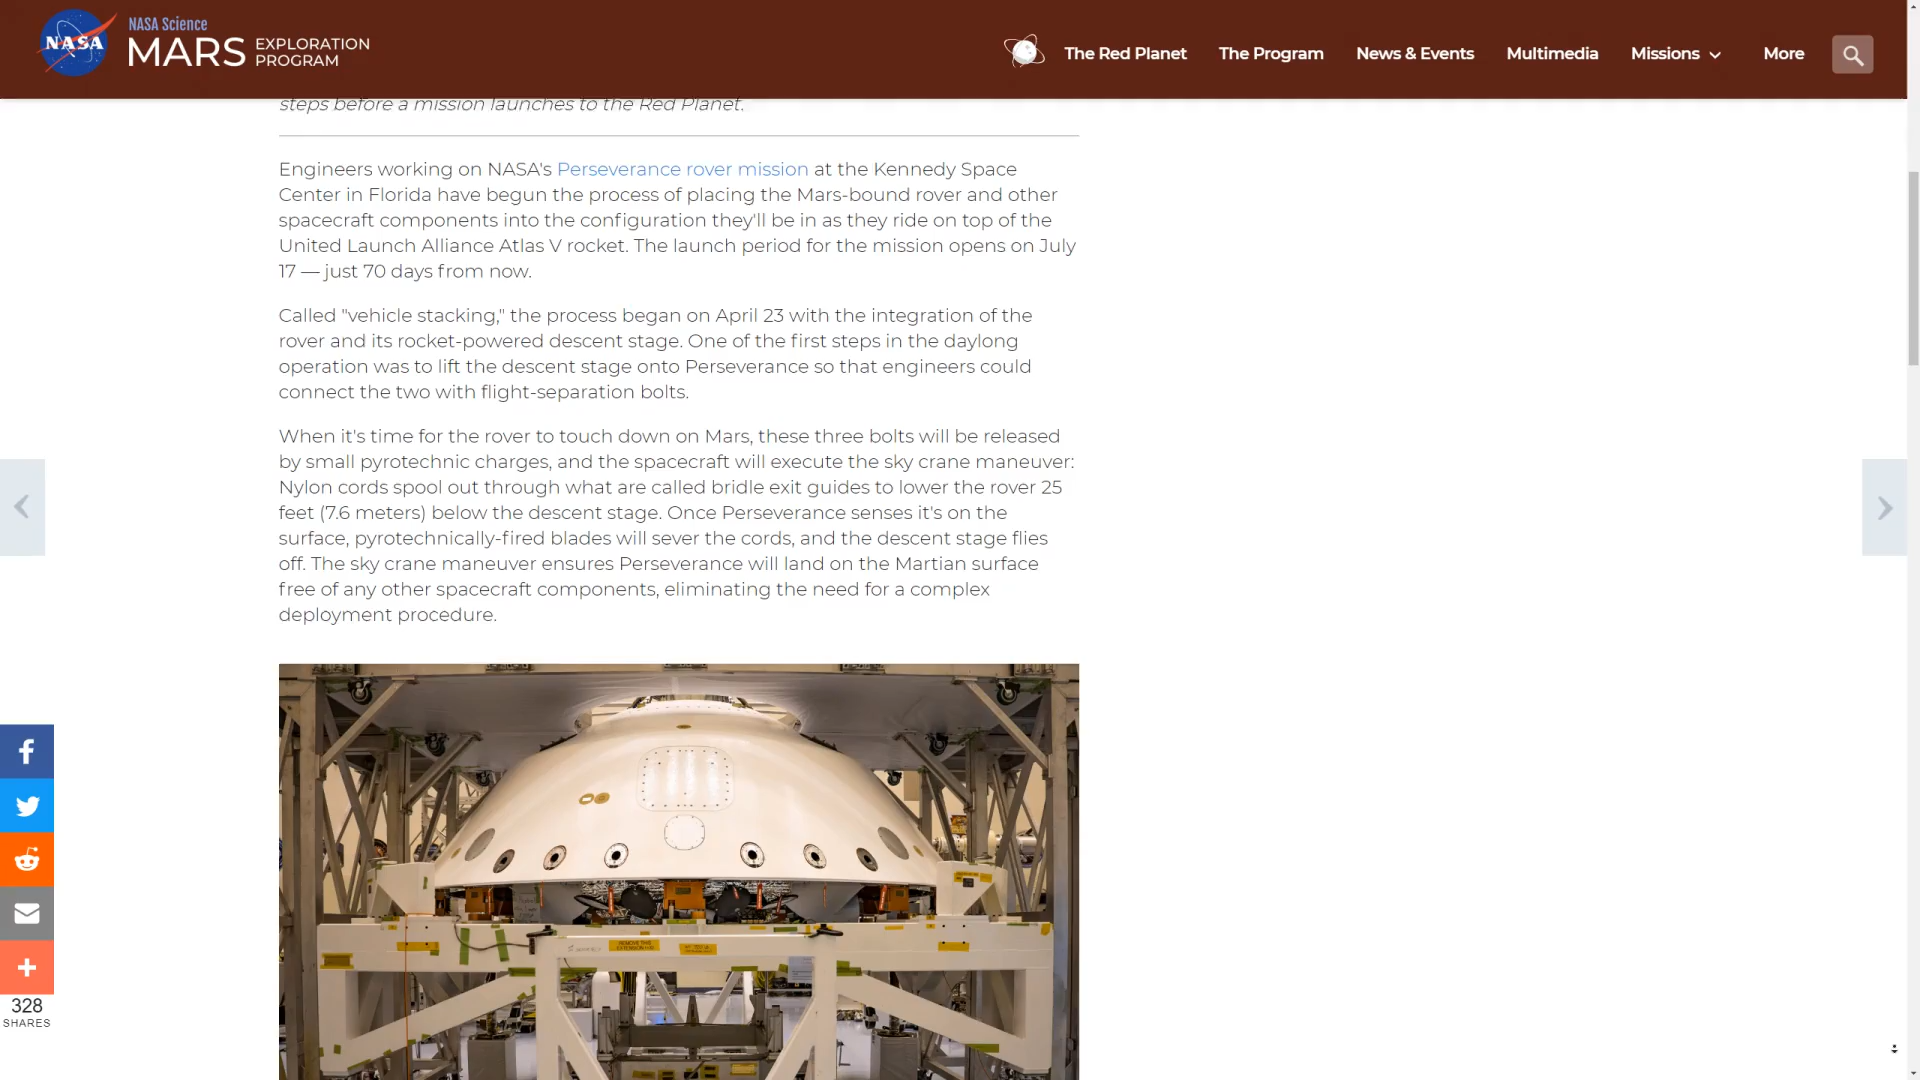 NASA
NASA Science
MARS EXPLORATION PROGRAM
The Red Planet
The Program
News & Events
Multimedia
Missions
More
steps before a mission launches to the Red Planet.
Engineers working on NASA's Perseverance rover mission at the Kennedy Space
Center in Florida have begun the process of placing the Mars-bound rover and other
spacecraft components into the configuration they'll be in as they ride on top of the
United Launch Alliance Atlas V rocket. The launch period for the mission opens on July
17 — just 70 days from now.
Called "vehicle stacking," the process began on April 23 with the integration of the
rover and its rocket-powered descent stage. One of the first steps in the daylong
operation was to lift the descent stage onto Perseverance so that engineers could
connect the two with flight-separation bolts.
When it's time for the rover to touch down on Mars, these three bolts will be released
by small pyrotechnic charges, and the spacecraft will execute the sky crane maneuver:
Nylon cords spool out through what are called bridle exit guides to lower the rover 25
feet (7.6 meters) below the descent stage. Once Perseverance senses it's on the
surface, pyrotechnically-fired blades will sever the cords, and the descent stage flies
off. The sky crane maneuver ensures Perseverance will land on the Martian surface
free of any other spacecraft components, eliminating the need for a complex
deployment procedure.
REMOVE THIS
328
SHARES